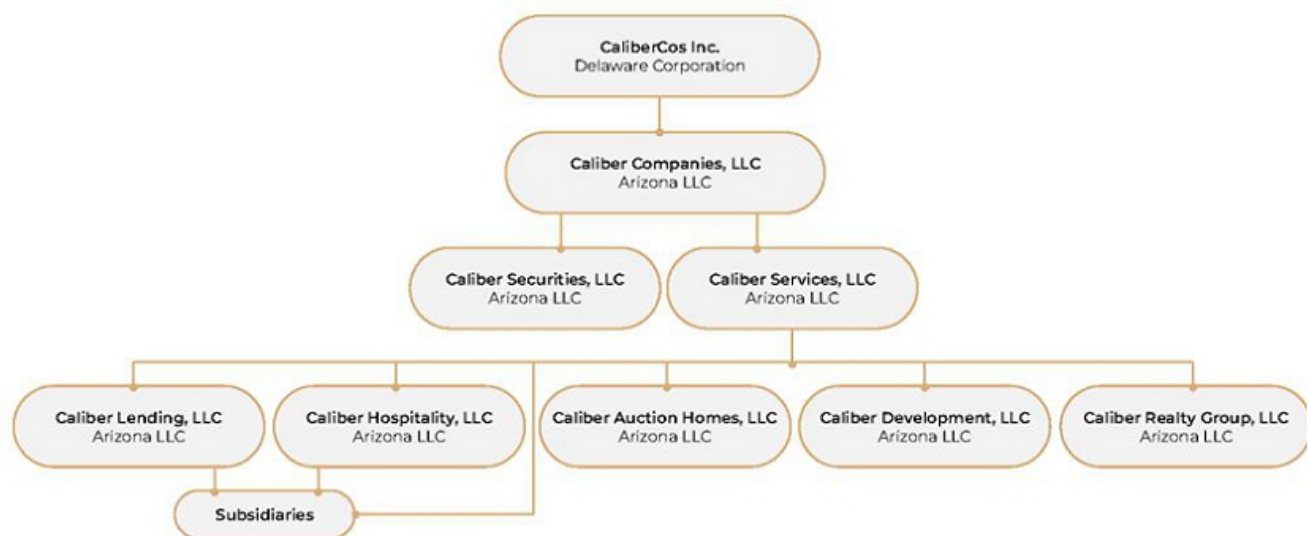 CaliberCos Inc.
Delaware Corporation
Caliber Companies, LLC
Arizona LLC
Caliber Securities, LLC
Arizona LLC
Caliber Services, LLC
Arizona LLC
Caliber Lending, LLC
Arizona LLC
Caliber Hospitality, LLC
Arizona LLC
Caliber Auction Homes, LLC
Arizona LLC
Caliber Development, LLC
Arizona LLC
Caliber Realty Group, LLC
Arizona LLC
Subsidiaries